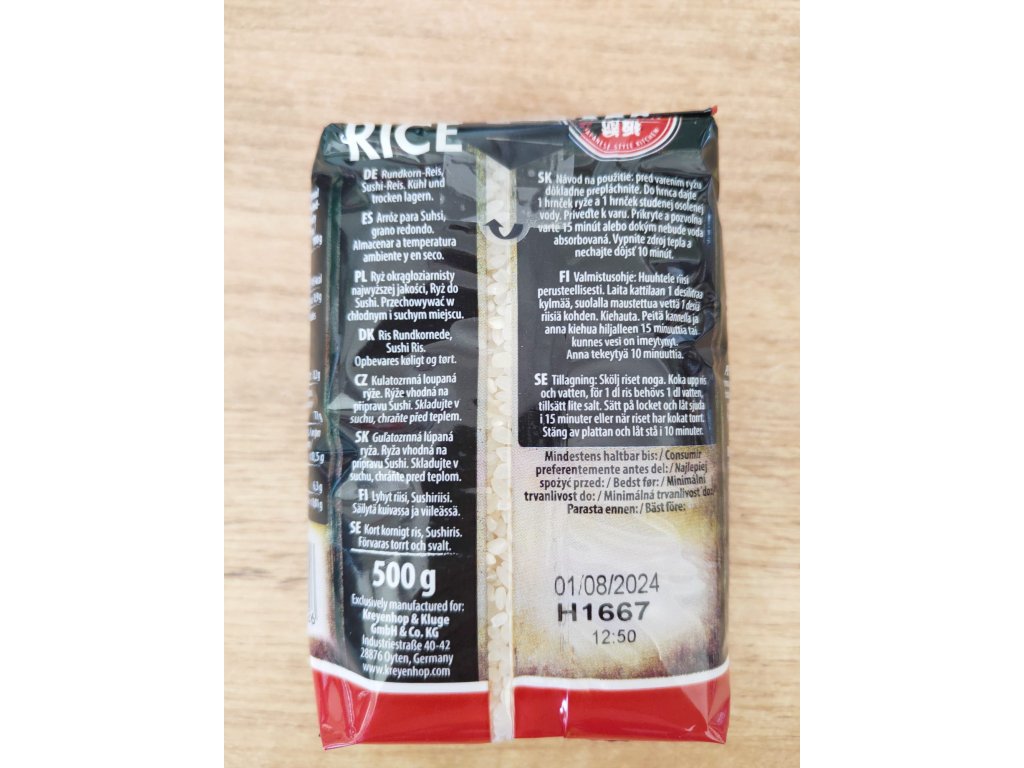 RICE
DE Rundkorn-Reis,
Sushi-Reis. Kühl und
trocken lagern.
ES Arróz para Suhsi,
grano redondo.
Almacenar a temperatura
ambiente y en seco.
PL Ryż okrągłoziarnisty
najwyższej jakości, Ryż do
Sushi. Przechowywać w
chłodnym i suchym miejscu.
DK Ris Rundkornede,
Sushi Ris.
Opbevares køligt og tørt.
CZ Kulatozrnná loupaná
rýže. Rýže vhodná na
přípravu Sushi. Skladujte v
suchu, chraňte před teplem.
SK Guľatozrnná lúpaná
ryža. Ryža vhodná na
prípravu Sushi. Skladujte v
suchu, chráňte pred teplom.
FI Lyhyt riisi, Sushiriisi.
Säilytä kuivassa ja viileässä.
SE Kort kornigt ris, Sushiris.
Förvaras torrt och svalt.
500 g
Exclusively manufactured for:
Kreyenhop & Kluge
GmbH & Co. KG
Industriestraße 40-42
28876 Oyten, Germany
www.kreyenhop.com
JAPANESE STYLE KITCHEN
SK Návod na použitie: pred varením ryžu
dôkladne prepláchnite. Do hrnca dajte
1 hrnček ryže a 1 hrnček studenej osolenej
vody. Priveďte k varu. Prikryte a pozvoľna
varte 15 minút alebo dokým nebude voda
absorbovaná. Vypnite zdroj tepla a
nechajte dôjsť 10 minút.
FI Valmistusohje: Huuhtele riisi
perusteellisesti. Laita kattilaan 1 desilitraa
kylmää, suolalla maustettua vettä 1 desiä
riisiä kohden. Kiehauta. Peitä kannella ja
anna kiehua hiljalleen 15 minuuttia tai
kunnes vesi on imeytynyt.
Anna tekeytyä 10 minuuttia.
SE Tillagning: Skölj riset noga. Koka upp ris
och vatten, för 1 dl ris behövs 1 dl vatten,
tillsätt lite salt. Sätt på locket och låt sjuda
i 15 minuter eller när riset har kokat torrt.
Stäng av plattan och låt stå i 10 minuter.
Mindestens haltbar bis: / Consumir
preferentemente antes del: / Najlepiej
spożyć przed: / Bedst før: / Minimální
trvanlivost do: / Minimálná trvanlivosť do:
Parasta ennen: / Bäst före:
01/08/2024
H1667
12:50